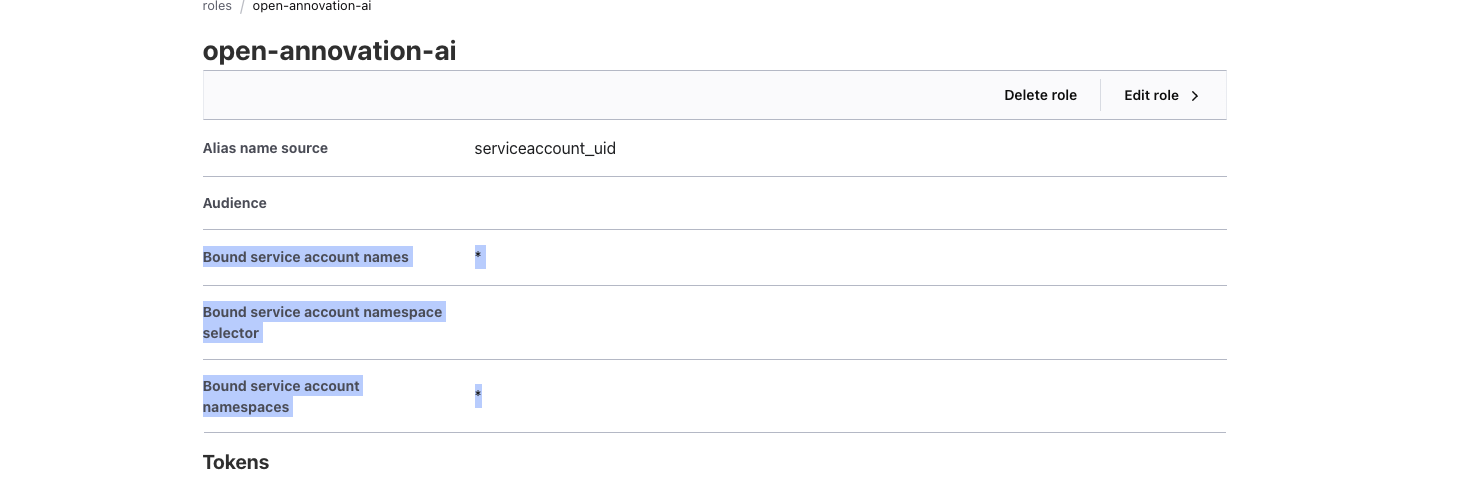 roles / open-annovation-ai
open-annovation-ai
Delete role Edit role
Alias name source serviceaccount_uid
Audience
Bound service account names *
Bound service account namespace
selector
Bound service account
namespaces *
Tokens